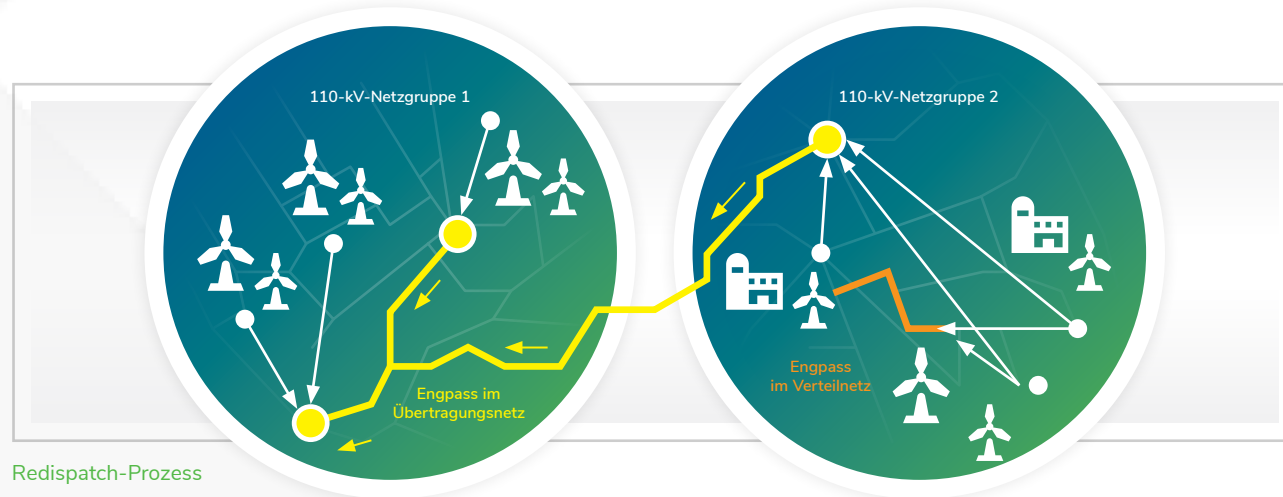 110-kV-Netzgruppe 1
110-kV-Netzgruppe 2
Engpass im
Übertragungsnetz
Engpass
im Verteilnetz
Redispatch-Prozess